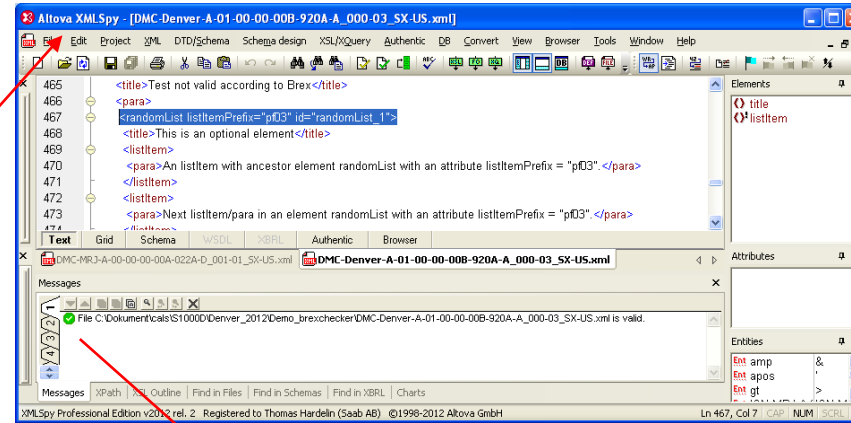 Altova XMLSpy - [DMC-Denver-A-01-00-00-00B-920A-A_000-03_SX-US.xml]
File Edit Project XML DTD/Schema Schema design XSL/XQuery Authentic DB Convert View Browser Tools Window Help
465 <title>Test not valid according to Brex</title>
466 <para>
467 <randomList listItemPrefix="pf03" id="randomList_1">
468 <title>This is an optional element</title>
469 <listItem>
470 <para>An listItem with ancestor element randomList with an attribute listItemPrefix = "pf03".</para>
471 </listItem>
472 <listItem>
473 <para>Next listItem/para in an element randomList with an attribute listItemPrefix = "pf03".</para>
474 </listItem>
Text Grid Schema WSDL XBRL Authentic Browser
DMC-MRJ-A-00-00-00-00A-022A-D_001-01_SX-US.xml DMC-Denver-A-01-00-00-00B-920A-A_000-03_SX-US.xml
Messages
1
2
3
4
File C:\Dokument\cals\S1000D\Denver_2012\Demo_brexchecker\DMC-Denver-A-01-00-00-00B-920A-A_000-03_SX-US.xml is valid.
Messages XPath XSL Outline Find in Files Find in Schemas Find in XBRL Charts
Elements
() title
()! listItem
Attributes
Entities
Ent amp &
Ent apos '
Ent gt >
XMLSpy Professional Edition v2012 rel. 2 Registered to Thomas Hardelin (Saab AB) ©1998-2012 Altova GmbH Ln 467, Col 7 CAP NUM SCRL